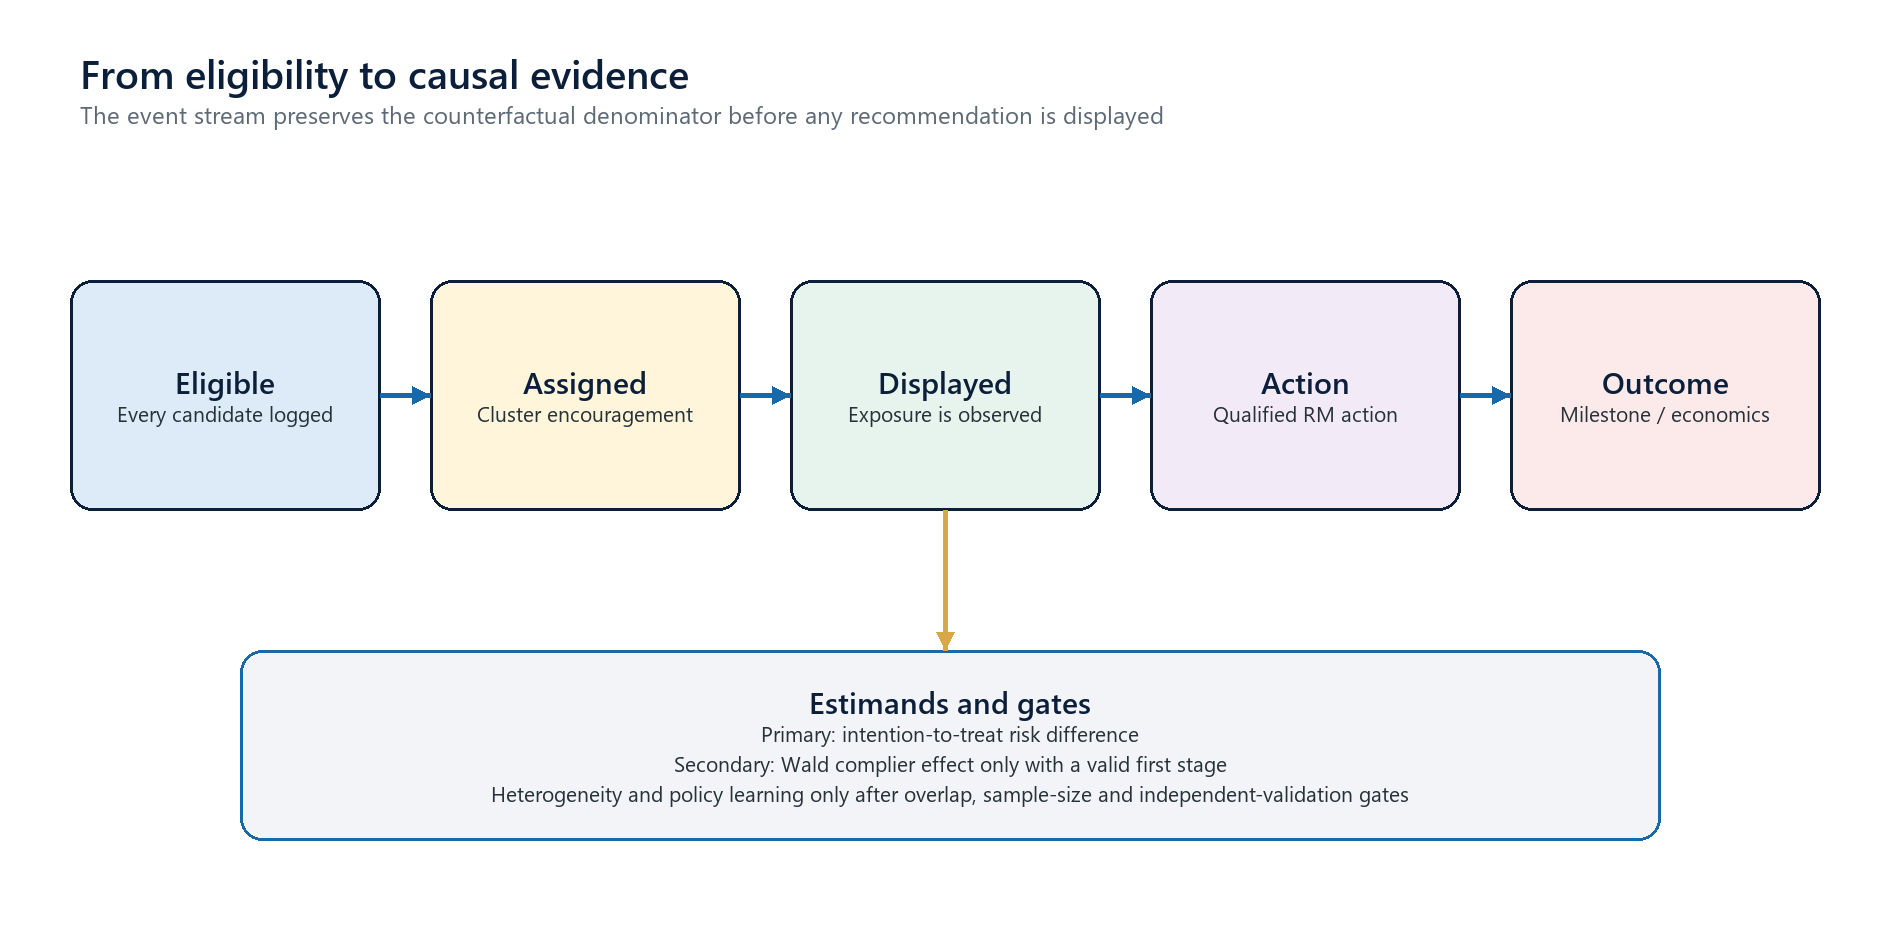 From eligibility to causal evidence
The event stream preserves the counterfactual denominator before any recommendation is displayed
Eligible
Every candidate logged
Assigned
Cluster encouragement
Displayed
Exposure is observed
Action
Qualified RM action
Outcome
Milestone / economics
Estimands and gates
Primary: intention-to-treat risk difference
Secondary: Wald complier effect only with a valid first stage
Heterogeneity and policy learning only after overlap, sample-size and independent-validation gates